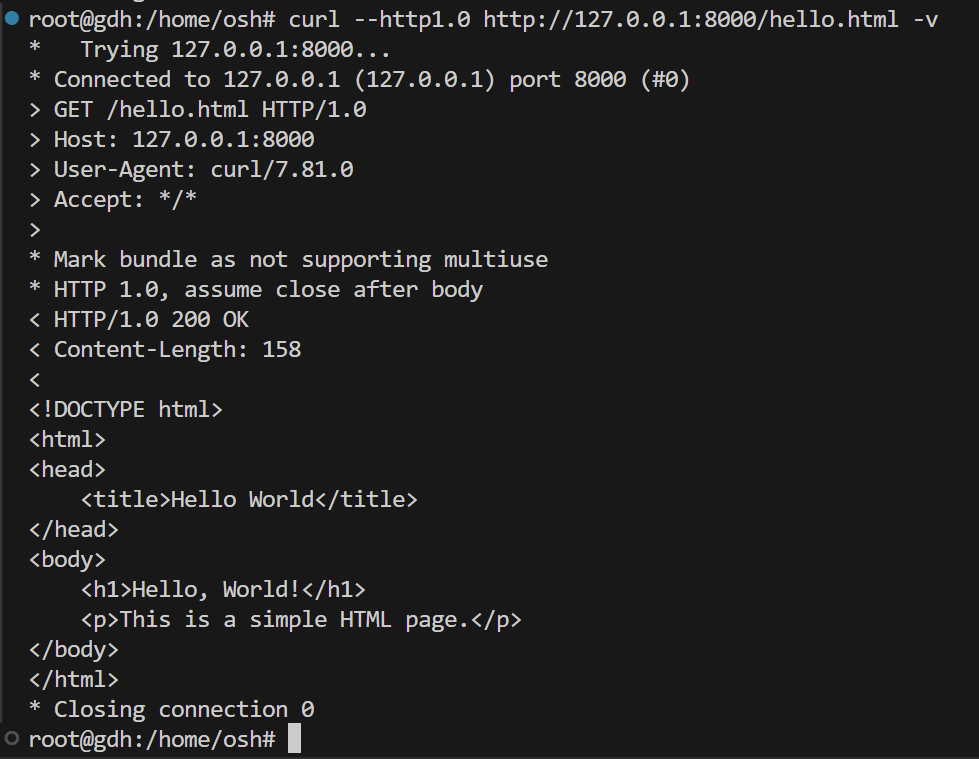 root@gdh:/home/osh# curl --http1.0 http://127.0.0.1:8000/hello.html -v
*   Trying 127.0.0.1:8000...
* Connected to 127.0.0.1 (127.0.0.1) port 8000 (#0)
> GET /hello.html HTTP/1.0
> Host: 127.0.0.1:8000
> User-Agent: curl/7.81.0
> Accept: */*
>
* Mark bundle as not supporting multiuse
* HTTP 1.0, assume close after body
< HTTP/1.0 200 OK
< Content-Length: 158
<
<!DOCTYPE html>
<html>
<head>
    <title>Hello World</title>
</head>
<body>
    <h1>Hello, World!</h1>
    <p>This is a simple HTML page.</p>
</body>
</html>
* Closing connection 0
root@gdh:/home/osh#